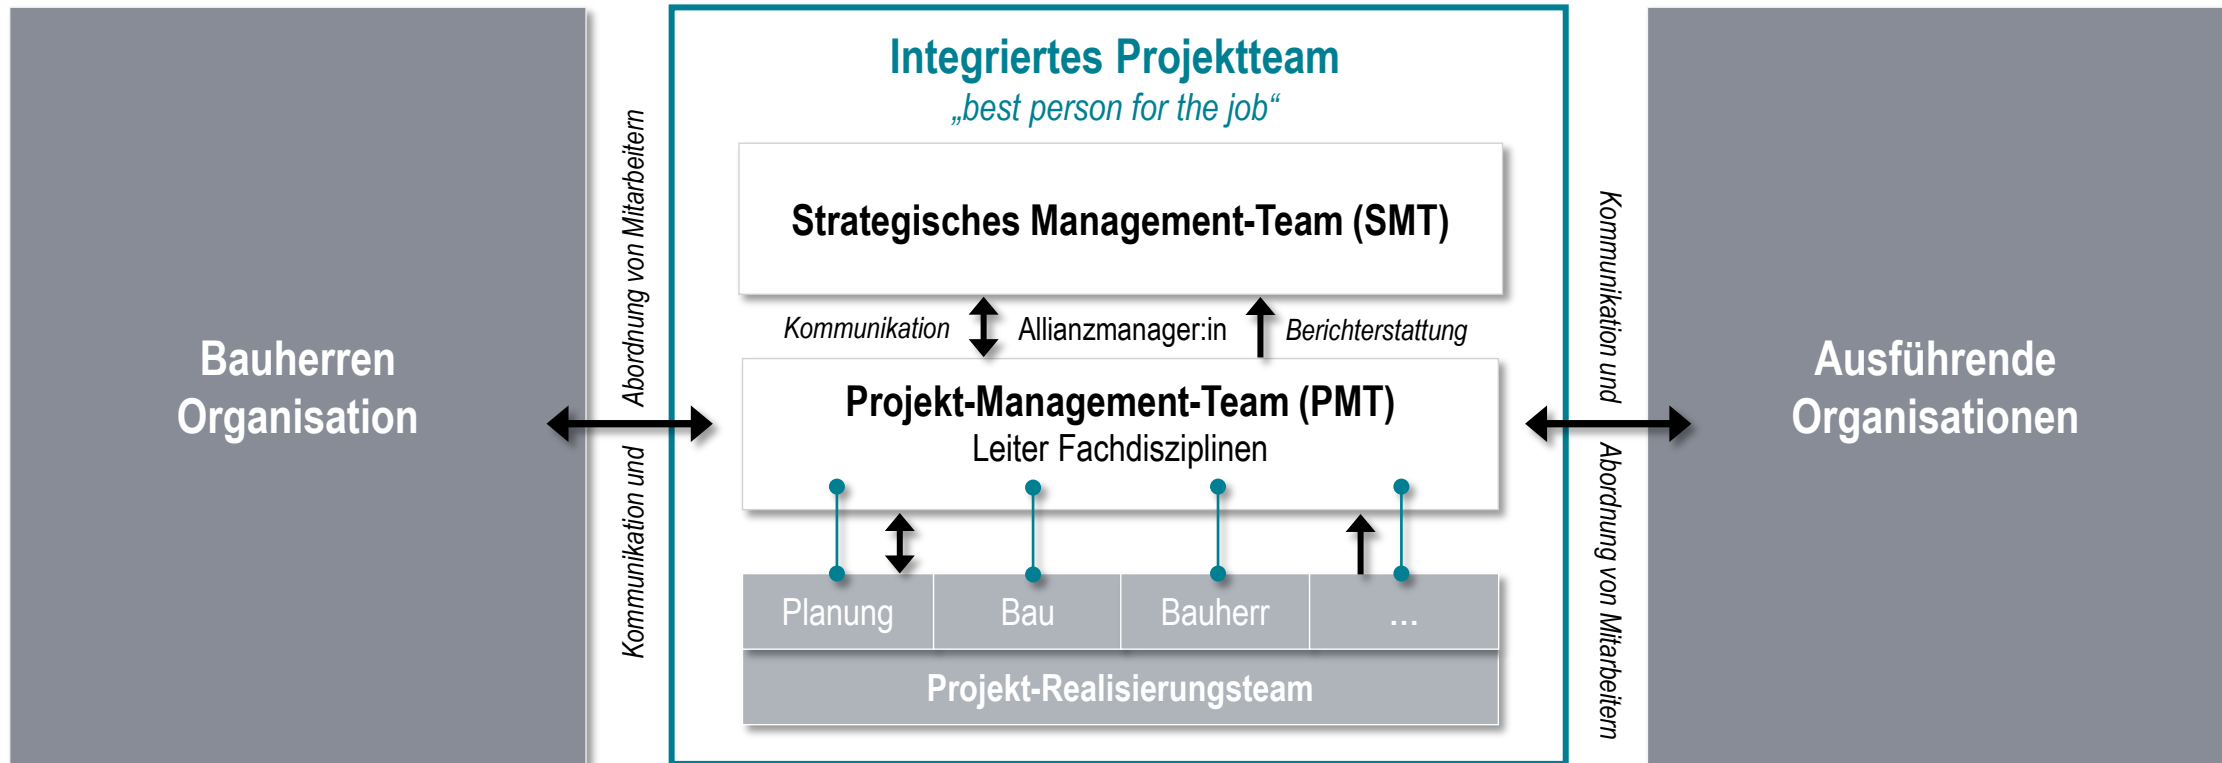 Bauherren
Organisation
Kommunikation und Abordnung von Mitarbeitern
Integriertes Projektteam
„best person for the job“
Strategisches Management-Team (SMT)
Kommunikation Allianzmanager:in Berichterstattung
Projekt-Management-Team (PMT)
Leiter Fachdisziplinen
Planung Bau Bauherr ...
Projekt-Realisierungsteam
Kommunikation und Abordnung von Mitarbeitern
Ausführende
Organisationen